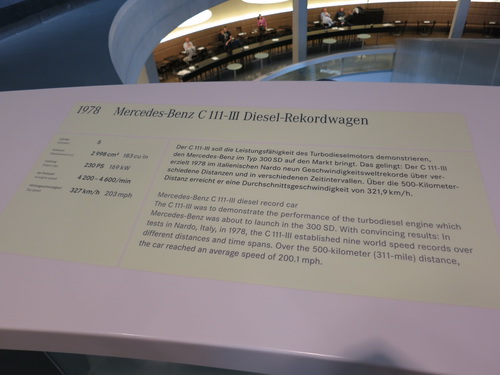 1978 Mercedes-Benz C 111-III Diesel-Rekordwagen
5
2 998 cm³ 183 cu in
230 PS 169 kW
4 200 - 4 600/min
327 km/h 203 mph
Der C 111-III soll die Leistungsfähigkeit des Turbodieselmotors demonstrieren,
den Mercedes-Benz im Typ 300 SD auf den Markt bringt. Das gelingt: Der C 111-III
erzielt 1978 im italienischen Nardo neun Geschwindigkeitsweltrekorde über ver-
schiedene Distanzen und in verschiedenen Zeitintervallen. Über die 500-Kilometer-
Distanz erreicht er eine Durchschnittsgeschwindigkeit von 321,9 km/h.
Mercedes-Benz C 111-III diesel record car
The C 111-III was to demonstrate the performance of the turbodiesel engine which
Mercedes-Benz was about to launch in the 300 SD. With convincing results: In
tests in Nardo, Italy, in 1978, the C 111-III established nine world speed records over
different distances and time spans. Over the 500-kilometer (311-mile) distance,
the car reached an average speed of 200.1 mph.